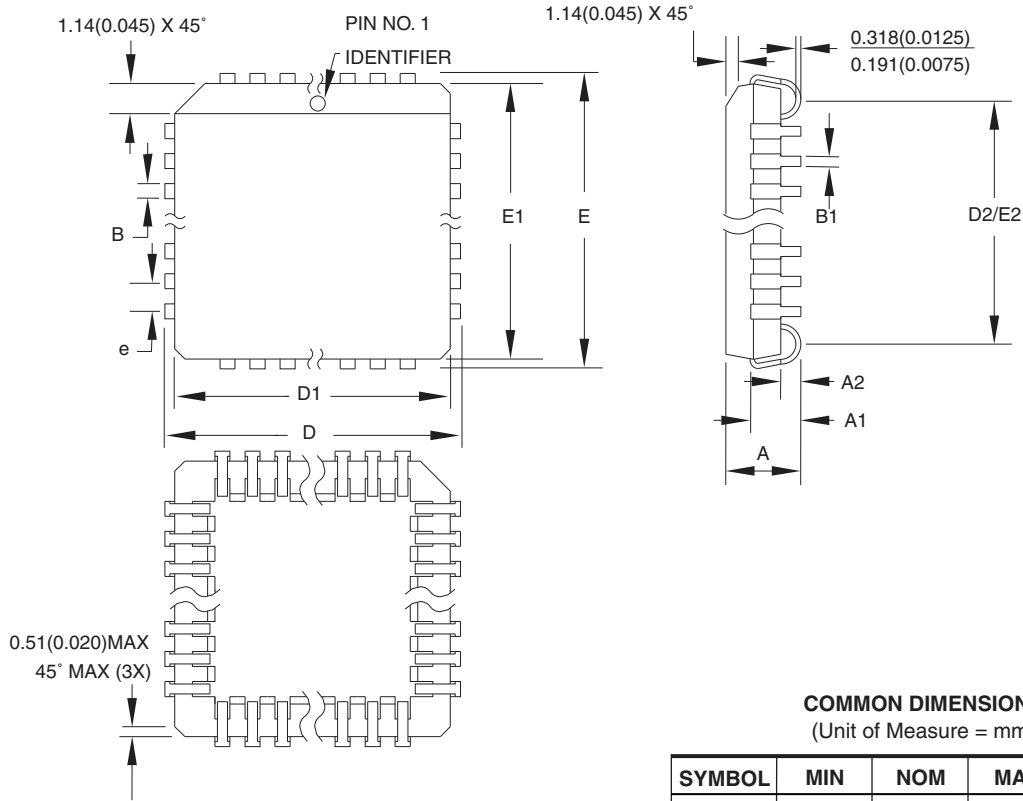 1.14(0.045) X 45˚
PIN NO. 1
IDENTIFIER
1.14(0.045) X 45˚
0.318(0.0125)
0.191(0.0075)
B
e
E1
E
B1
D2/E2
D1
D
A2
A1
A
0.51(0.020)MAX
45˚ MAX (3X)
COMMON DIMENSION
(Unit of Measure = mm
SYMBOL MIN NOM MA